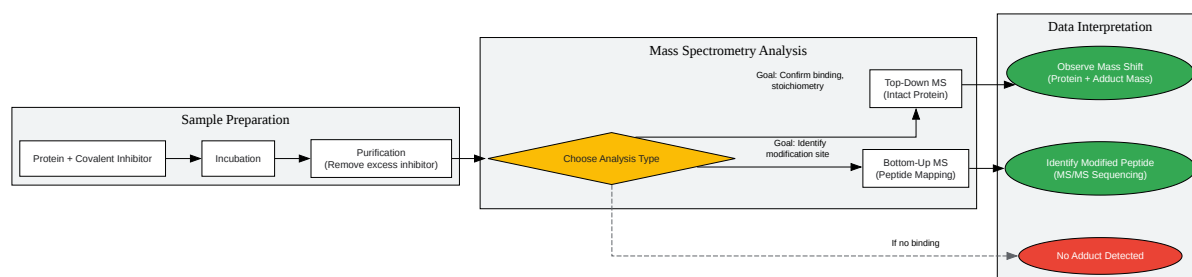 Sample Preparation
Protein + Covalent Inhibitor
Incubation
Purification
(Remove excess inhibitor)
Mass Spectrometry Analysis
Choose Analysis Type
Goal: Confirm binding,
stoichiometry
Top-Down MS
(Intact Protein)
Goal: Identify
modification site
Bottom-Up MS
(Peptide Mapping)
If no binding
Data Interpretation
Observe Mass Shift
(Protein + Adduct Mass)
Identify Modified Peptide
(MS/MS Sequencing)
No Adduct Detected